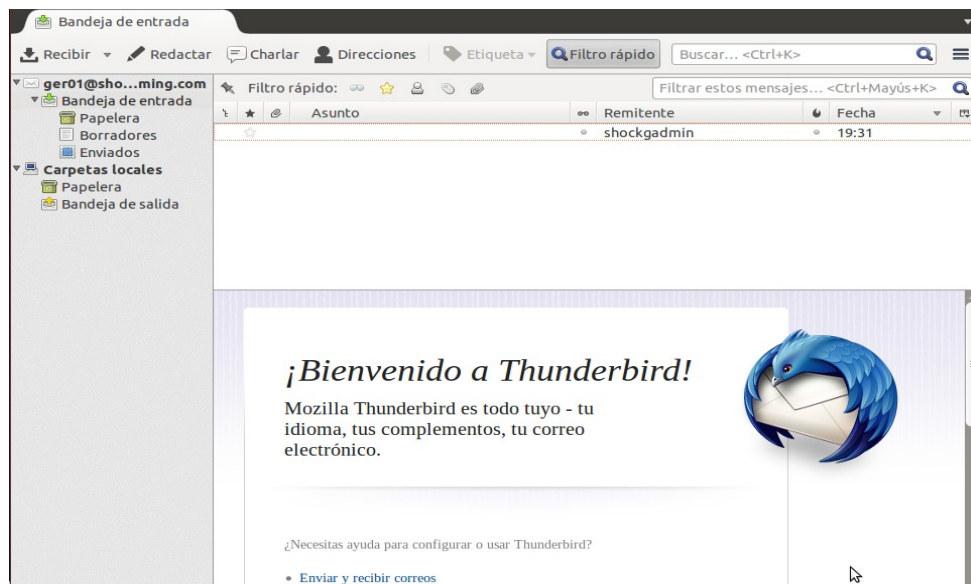 Bandeja de entrada
Recibir Redactar Charlar Direcciones Etiqueta Filtro rápido Buscar... <Ctrl+K>
ger01@sho...ming.com
Bandeja de entrada
Papelera
Borradores
Enviados
Carpetas locales
Papelera
Bandeja de salida
Filtro rápido: Filtrar estos mensajes... <Ctrl+Mayús+K>
Asunto Remitente Fecha
shockgadmin 19:31
¡Bienvenido a Thunderbird!
Mozilla Thunderbird es todo tuyo - tu
idioma, tus complementos, tu correo
electrónico.
¿Necesitas ayuda para configurar o usar Thunderbird?
• Enviar y recibir correos